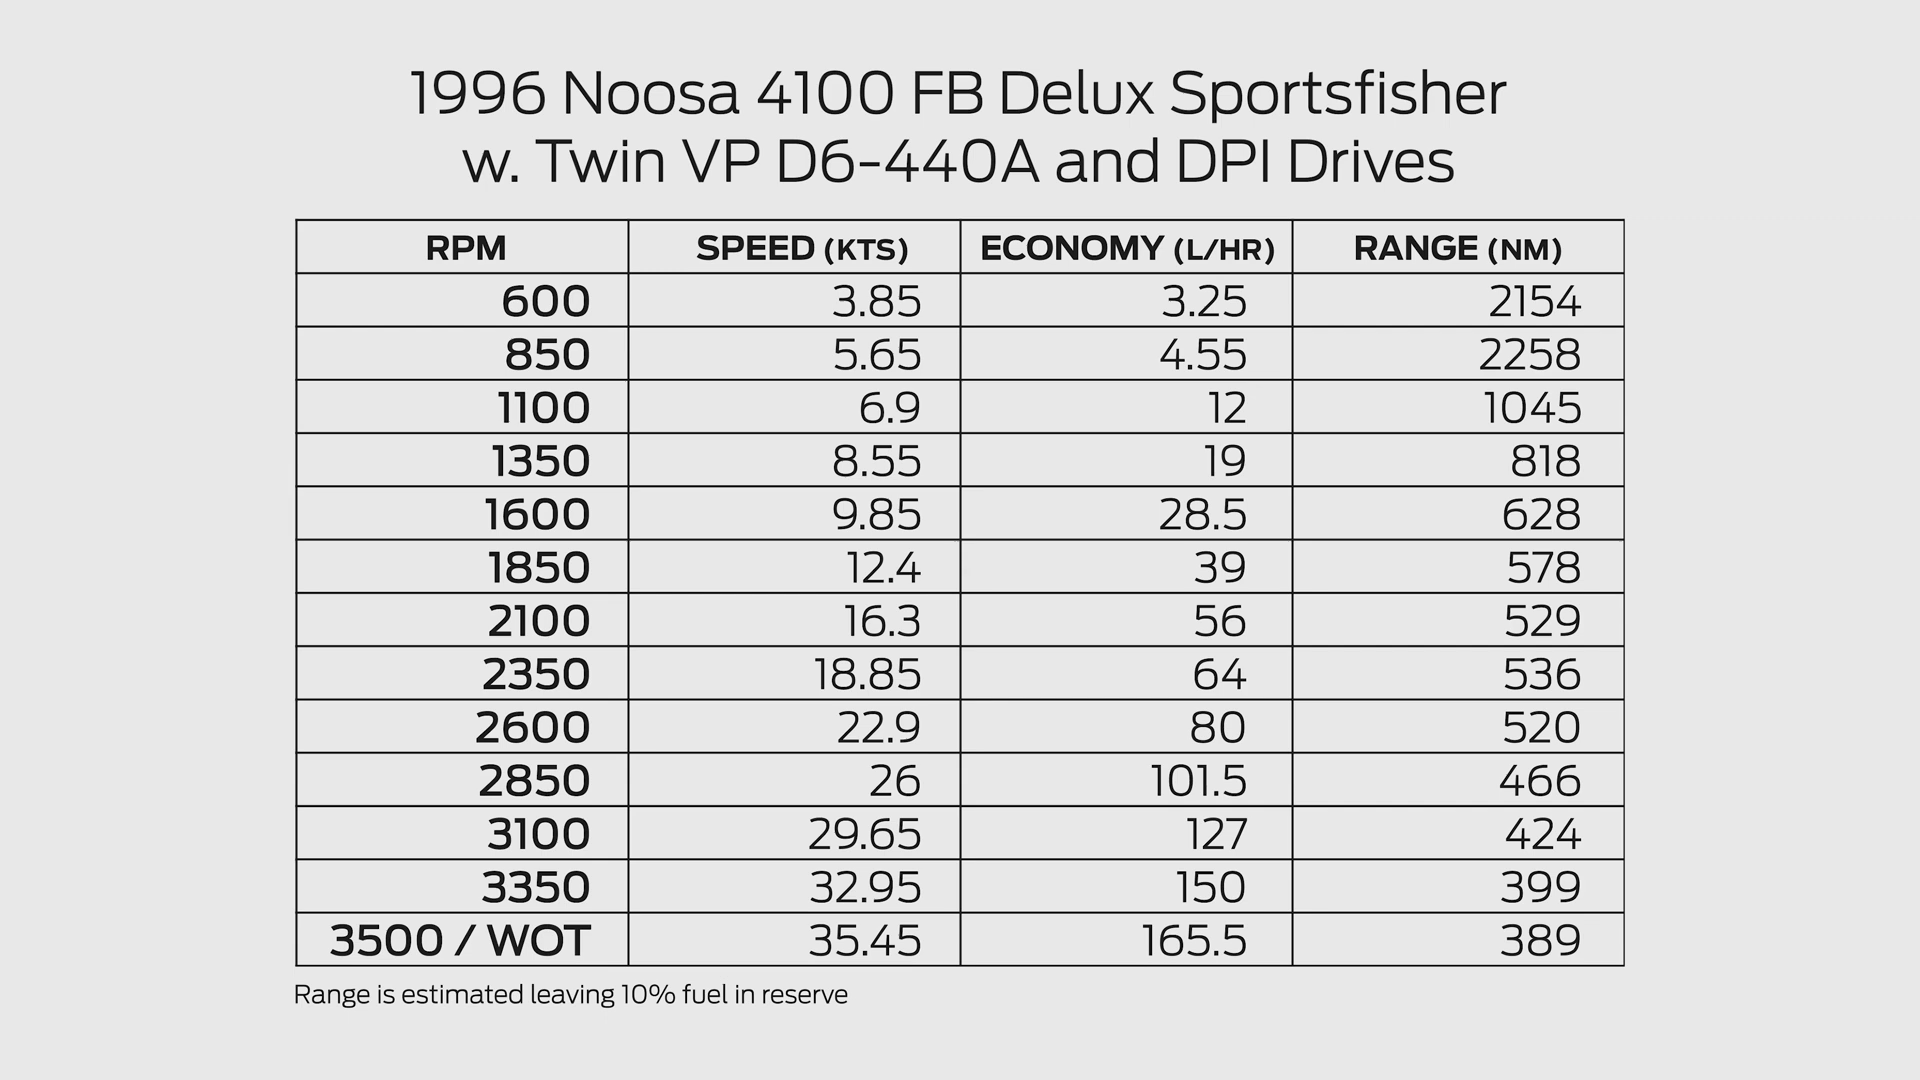 1996 Noosa 4100 FB Delux Sportsfisher
w. Twin VP D6-440A and DPI Drives
RPM SPEED (KTS) ECONOMY (L/HR) RANGE (NM)
600 3.85 3.25 2154
850 5.65 4.55 2258
1100 6.9 12 1045
1350 8.55 19 818
1600 9.85 28.5 628
1850 12.4 39 578
2100 16.3 56 529
2350 18.85 64 536
2600 22.9 80 520
2850 26 101.5 466
3100 29.65 127 424
3350 32.95 150 399
3500 / WOT 35.45 165.5 389
Range is estimated leaving 10% fuel in reserve